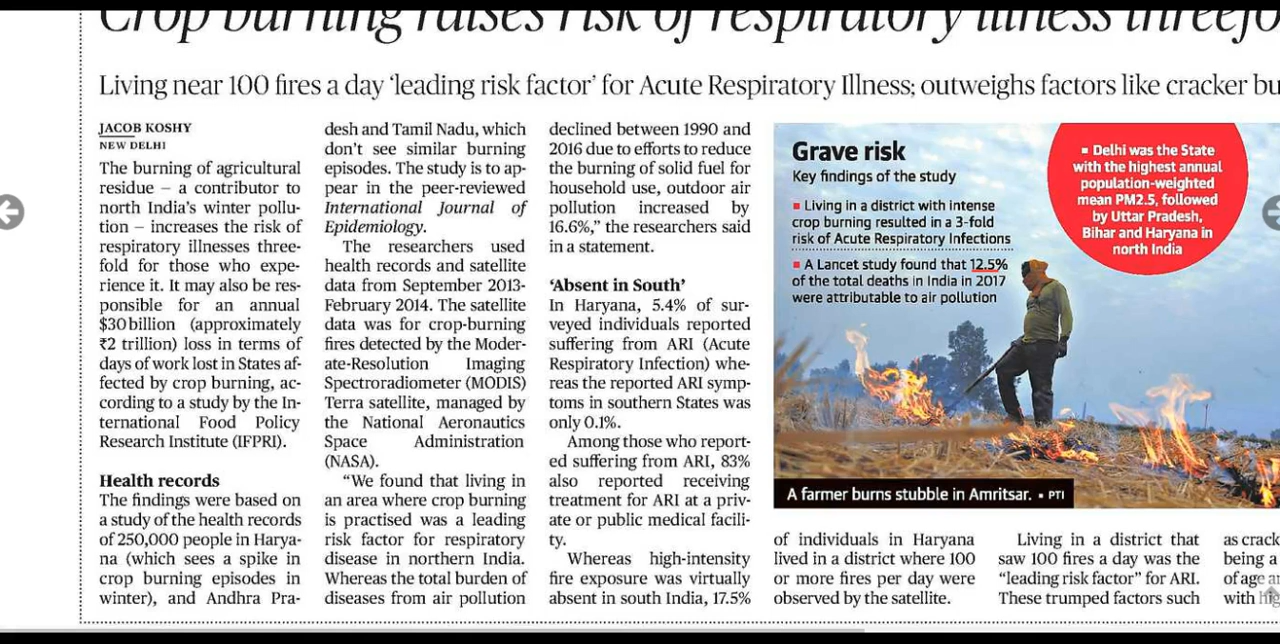 Crop burning raises risk of respiratory illness
Living near 100 fires a day ‘leading risk factor’ for Acute Respiratory Illness; outweighs factors like cracker
JACOB KOSHY
NEW DELHI
The burning of agricultural
residue – a contributor to
north India’s winter pollu-
tion – increases the risk of
respiratory illnesses three-
fold for those who expe-
rience it. It may also be res-
ponsible for an annual
$30 billion (approximately
₹2 trillion) loss in terms of
days of work lost in States af-
fected by crop burning, ac-
cording to a study by the In-
ternational Food Policy
Research Institute (IFPRI).
Health records
The findings were based on
a study of the health records
of 250,000 people in Harya-
na (which sees a spike in
crop burning episodes in
winter), and Andhra Pra-
desh and Tamil Nadu, which
don’t see similar burning
episodes. The study is to ap-
pear in the peer-reviewed
International Journal of
Epidemiology.
The researchers used
health records and satellite
data from September 2013-
February 2014. The satellite
data was for crop-burning
fires detected by the Moder-
ate-Resolution Imaging
Spectroradiometer (MODIS)
Terra satellite, managed by
the National Aeronautics
Space Administration
(NASA).
“We found that living in
an area where crop burning
is practised was a leading
risk factor for respiratory
disease in northern India.
Whereas the total burden of
diseases from air pollution
declined between 1990 and
2016 due to efforts to reduce
the burning of solid fuel for
household use, outdoor air
pollution increased by
16.6%,” the researchers said
in a statement.
‘Absent in South’
In Haryana, 5.4% of sur-
veyed individuals reported
suffering from ARI (Acute
Respiratory Infection) whe-
reas the reported ARI symp-
toms in southern States was
only 0.1%.
Among those who report-
ed suffering from ARI, 83%
also reported receiving
treatment for ARI at a priv-
ate or public medical facili-
ty.
Whereas high-intensity
fire exposure was virtually
absent in south India, 17.5%
Grave risk
Key findings of the study
▪ Living in a district with intense
crop burning resulted in a 3-fold
risk of Acute Respiratory Infections
▪ A Lancet study found that 12.5%
of the total deaths in India in 2017
were attributable to air pollution
▪ Delhi was the State
with the highest annual
population-weighted
mean PM2.5, followed
by Uttar Pradesh,
Bihar and Haryana in
north India
A farmer burns stubble in Amritsar. ▪ PTI
of individuals in Haryana
lived in a district where 100
or more fires per day were
observed by the satellite.
Living in a district that
saw 100 fires a day was the
“leading risk factor” for ARI.
These trumped factors such
as crack
being a
of age
with